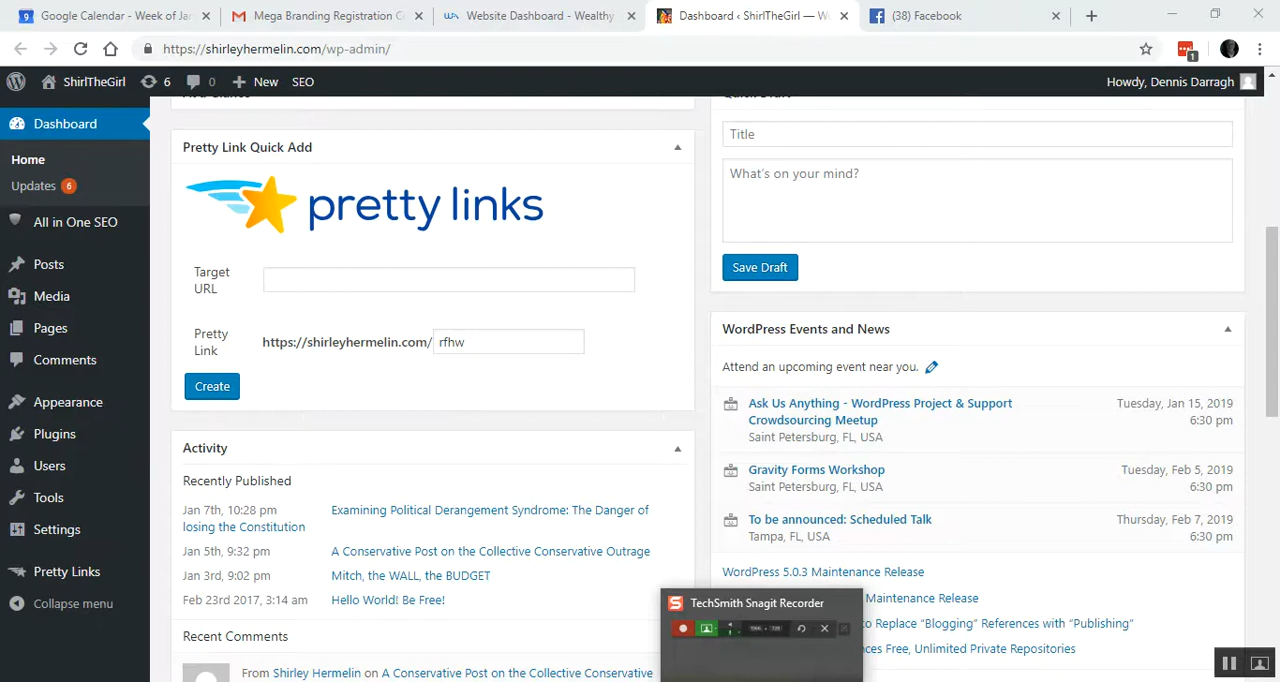 Google Calendar - Week of Jan
Mega Branding Registration C
Website Dashboard - Wealthy
Dashboard ‹ ShirlTheGirl — W
(38) Facebook
https://shirleyhermelin.com/wp-admin/
1
ShirlTheGirl
6
0
New
SEO
Howdy, Dennis Darragh
Dashboard
Home
Updates 6
All in One SEO
Posts
Media
Pages
Comments
Appearance
Plugins
Users
Tools
Settings
Pretty Links
Collapse menu
Pretty Link Quick Add
pretty links
Target
URL
Pretty
Link
https://shirleyhermelin.com/ rfhw
Create
Activity
Recently Published
Jan 7th, 10:28 pm Examining Political Derangement Syndrome: The Danger of
losing the Constitution
Jan 5th, 9:32 pm A Conservative Post on the Collective Conservative Outrage
Jan 3rd, 9:02 pm Mitch, the WALL, the BUDGET
Feb 23rd 2017, 3:14 am Hello World! Be Free!
Recent Comments
From Shirley Hermelin on A Conservative Post on the Collective Conservative
Quick Draft
Title
What's on your mind?
Save Draft
WordPress Events and News
Attend an upcoming event near you.
Ask Us Anything - WordPress Project & Support Tuesday, Jan 15, 2019
Crowdsourcing Meetup 6:30 pm
Saint Petersburg, FL, USA
Gravity Forms Workshop Tuesday, Feb 5, 2019
Saint Petersburg, FL, USA 6:30 pm
To be announced: Scheduled Talk Thursday, Feb 7, 2019
Tampa, FL, USA 6:30 pm
WordPress 5.0.3 Maintenance Release
Maintenance Release
to Replace "Blogging" References with "Publishing"
Free, Unlimited Private Repositories
TechSmith Snagit Recorder